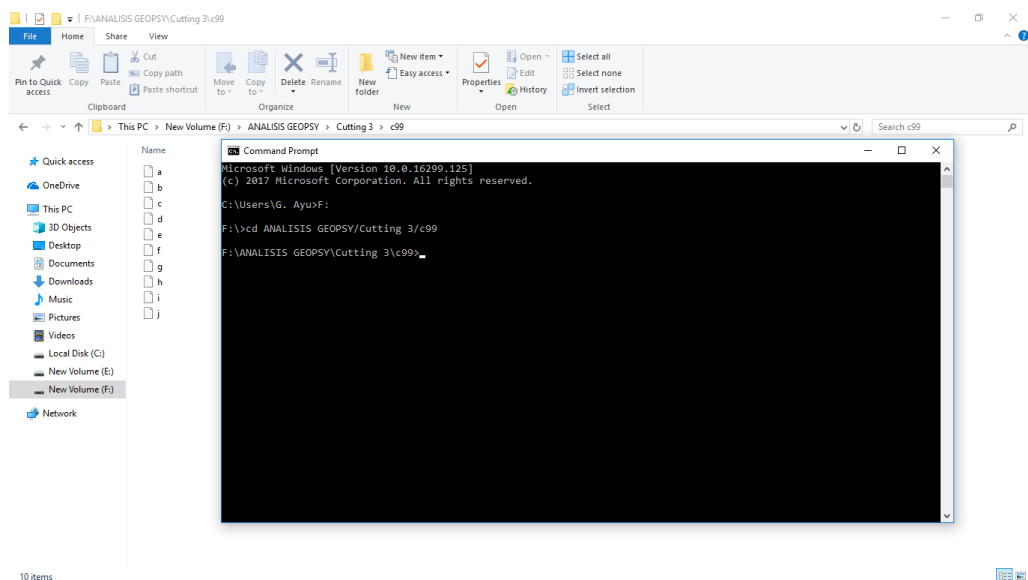 F:\ANALISIS GEOPSY\Cutting 3\c99
File Home Share View
Pin to Quick access
Copy
Paste
Cut
Copy path
Paste shortcut
Clipboard
Move to
Copy to
Delete
Rename
Organize
New folder
New item
Easy access
New
Properties
Open
Edit
History
Open
Select all
Select none
Invert selection
Select
This PC > New Volume (F:) > ANALISIS GEOPSY > Cutting 3 > c99
Search c99
Quick access
OneDrive
This PC
3D Objects
Desktop
Documents
Downloads
Music
Pictures
Videos
Local Disk (C:)
New Volume (E:)
New Volume (F:)
Network
Name
a
b
c
d
e
f
g
h
i
j
Command Prompt
Microsoft Windows [Version 10.0.16299.125]
(c) 2017 Microsoft Corporation. All rights reserved.
C:\Users\G. Ayu>F:
F:\>cd ANALISIS GEOPSY/Cutting 3/c99
F:\ANALISIS GEOPSY\Cutting 3\c99>
10 items